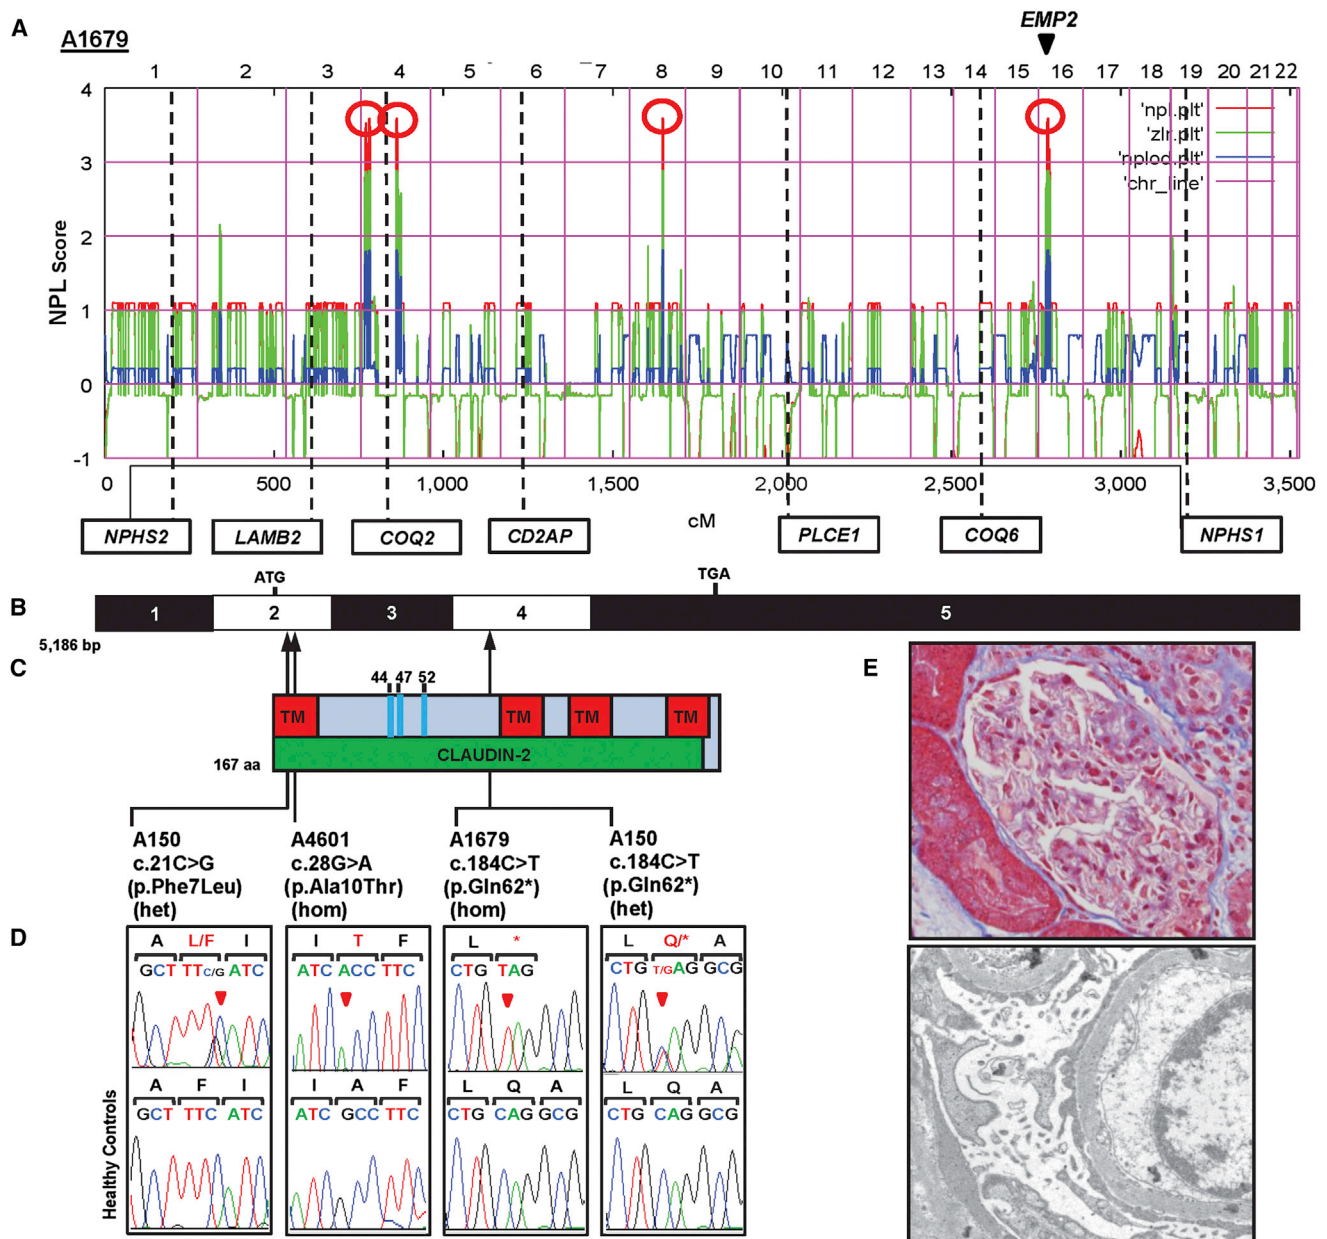 A
A1679
EMP2
1 2 3 4 5 6 7 8 9 10 11 12 13 14 15 16 17 18 19 20 21 22
4
3
2
1
0
-1
NPL Score
'npl.plt'
'zlr.plt'
'nplod.plt'
'chr_line'
0 500 1,000 1,500 2,000 2,500 3,000 3,500
cM
NPHS2 LAMB2 COQ2 CD2AP PLCE1 COQ6 NPHS1
B
ATG TGA
1 2 3 4 5
5,186 bp
C
44 47 52
TM TM TM TM
CLAUDIN-2
167 aa
A150
c.21C>G
(p.Phe7Leu)
(het)
A4601
c.28G>A
(p.Ala10Thr)
(hom)
A1679
c.184C>T
(p.Gln62*)
(hom)
A150
c.184C>T
(p.Gln62*)
(het)
D
A L/F I
GCT TTC/G ATC
I T F
ATC ACC TTC
L *
CTG TAG
L Q/* A
CTG T/GAG GCG
Healthy Controls
A F I
GCT TTC ATC
I A F
ATC GCC TTC
L Q A
CTG CAG GCG
L Q A
CTG CAG GCG
E